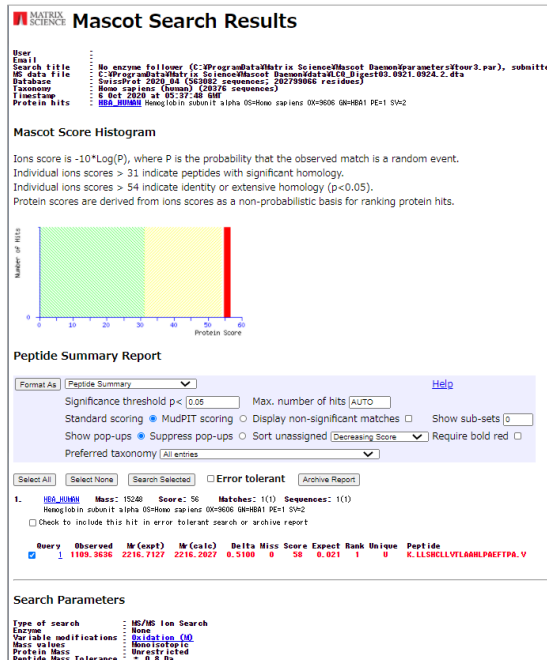 MATRIX
SCIENCE
Mascot Search Results
User :
Email :
Search title : No enzyme follower (C:¥ProgramData¥Matrix Science¥Mascot Daemon¥parameters¥tour3.par), submitte
MS data file : C:¥ProgramData¥Matrix Science¥Mascot Daemon¥data¥LCQ_Digest03.0921.0924.2.dta
Database : SwissProt 2020_04 (563082 sequences; 202799066 residues)
Taxonomy : Homo sapiens (human) (20376 sequences)
Timestamp : 6 Oct 2020 at 05:37:48 GMT
Protein hits : HBA_HUMAN Hemoglobin subunit alpha OS=Homo sapiens OX=9606 GN=HBA1 PE=1 SV=2
Mascot Score Histogram
Ions score is -10*Log(P), where P is the probability that the observed match is a random event.
Individual ions scores > 31 indicate peptides with significant homology.
Individual ions scores > 54 indicate identity or extensive homology (p<0.05).
Protein scores are derived from ions scores as a non-probabilistic basis for ranking protein hits.
Number of Hits
0
0 10 20 30 40 50 60
Protein Score
Peptide Summary Report
Format As Peptide Summary Help
Significance threshold p< 0.05 Max. number of hits AUTO
Standard scoring MudPIT scoring Display non-significant matches Show sub-sets 0
Show pop-ups Suppress pop-ups Sort unassigned Decreasing Score Require bold red
Preferred taxonomy All entries
Select All Select None Search Selected Error tolerant Archive Report
1. HBA_HUMAN Mass: 15248 Score: 56 Matches: 1(1) Sequences: 1(1)
Hemoglobin subunit alpha OS=Homo sapiens OX=9606 GN=HBA1 PE=1 SV=2
Check to include this hit in error tolerant search or archive report
Query Observed Mr(expt) Mr(calc) Delta Miss Score Expect Rank Unique Peptide
1 1109.3636 2216.7127 2216.2027 0.5100 0 58 0.021 1 U K.LLSHCLLVTLAAHLPAEFTPA.V
Search Parameters
Type of search : MS/MS Ion Search
Enzyme : None
Variable modifications : Oxidation (M)
Mass values : Monoisotopic
Protein Mass : Unrestricted
Peptide Mass Tolerance : ± 0.8 Da